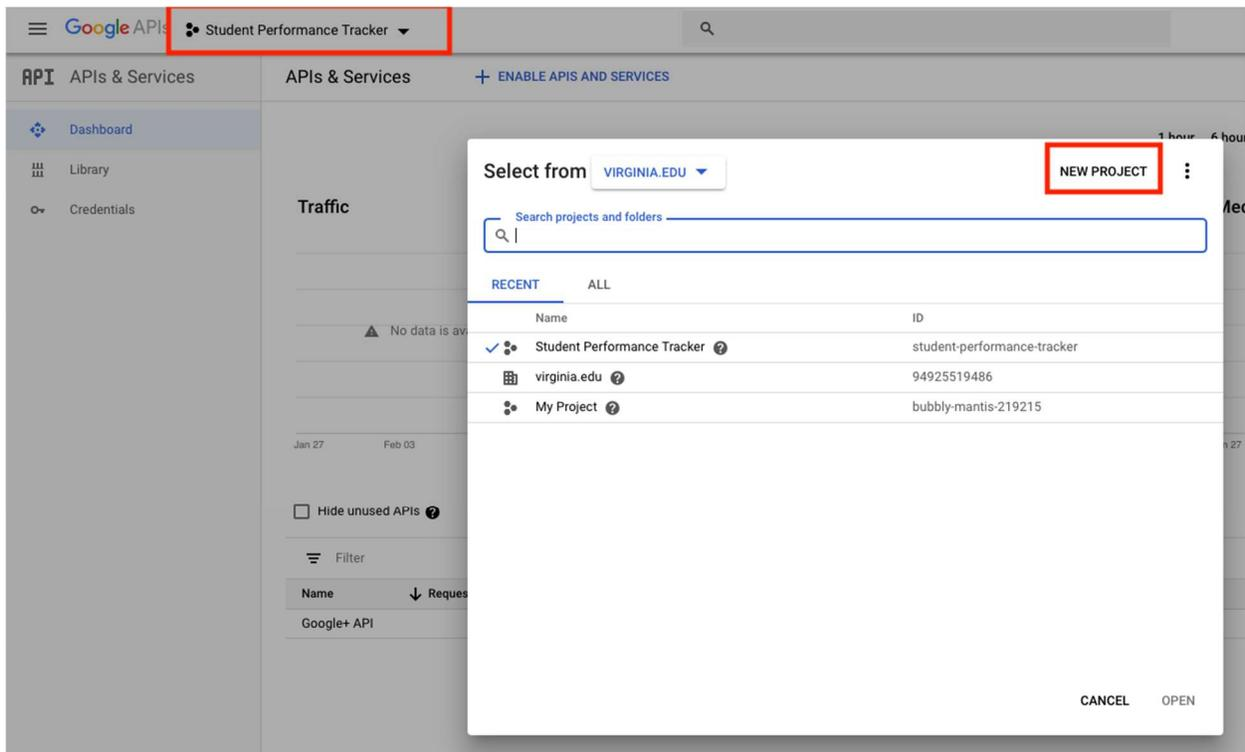 Google APIs Student Performance Tracker
API APIs & Services
APIs & Services + ENABLE APIS AND SERVICES
Dashboard
Library
Credentials
1 hour 6 hour
Select from VIRGINIA.EDU NEW PROJECT
Traffic
Search projects and folders
RECENT ALL
Name ID
No data is
Student Performance Tracker student-performance-tracker
virginia.edu 94925519486
My Project bubbly-mantis-219215
Jan 27 Feb 03 27
Hide unused APIs
Filter
Name Reques
Google+ API
CANCEL OPEN